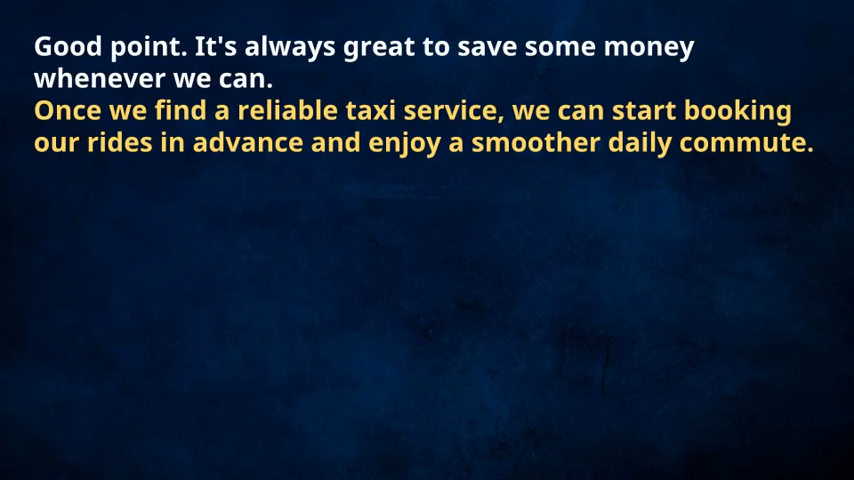 Good point. It's always great to save some money
whenever we can.
Once we find a reliable taxi service, we can start booking
our rides in advance and enjoy a smoother daily commute.